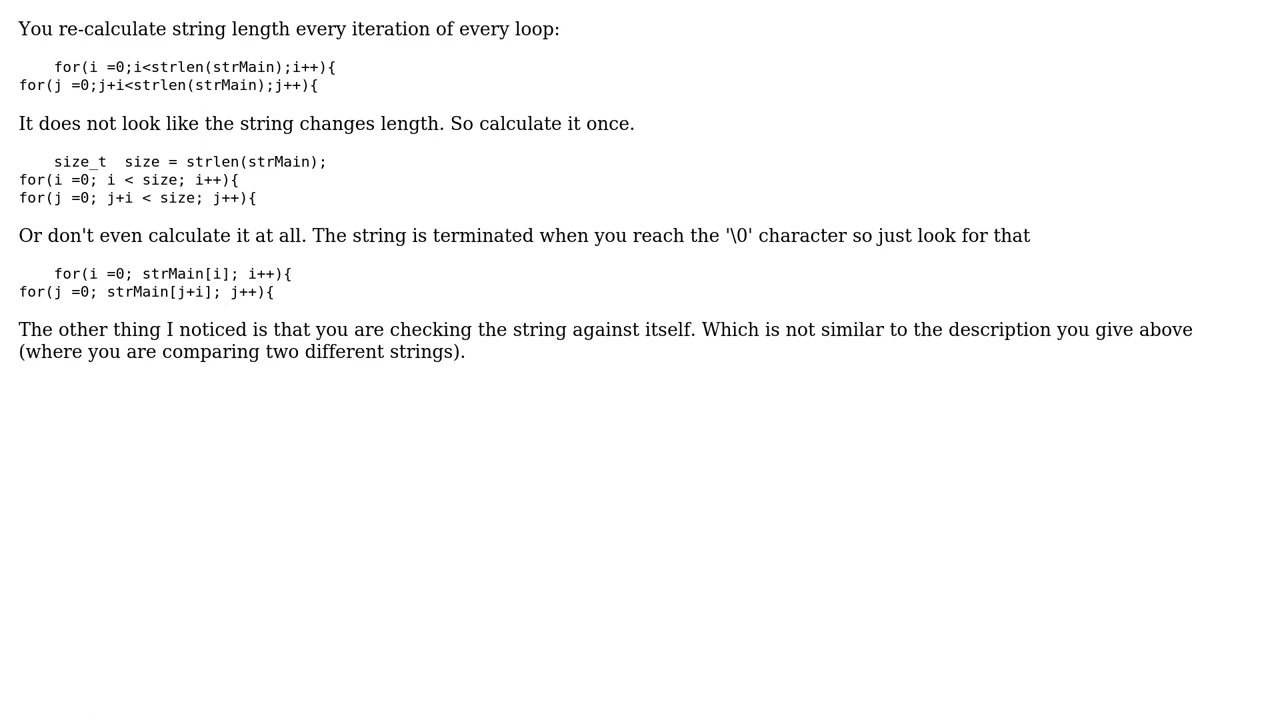 You re-calculate string length every iteration of every loop:
for(i =0;i<strlen(strMain);i++){
for(j =0;j+i<strlen(strMain);j++){
It does not look like the string changes length. So calculate it once.
size_t  size = strlen(strMain);
for(i =0; i < size; i++){
for(j =0; j+i < size; j++){
Or don't even calculate it at all. The string is terminated when you reach the '\0' character so just look for that
for(i =0; strMain[i]; i++){
for(j =0; strMain[j+i]; j++){
The other thing I noticed is that you are checking the string against itself. Which is not similar to the description you give above
(where you are comparing two different strings).